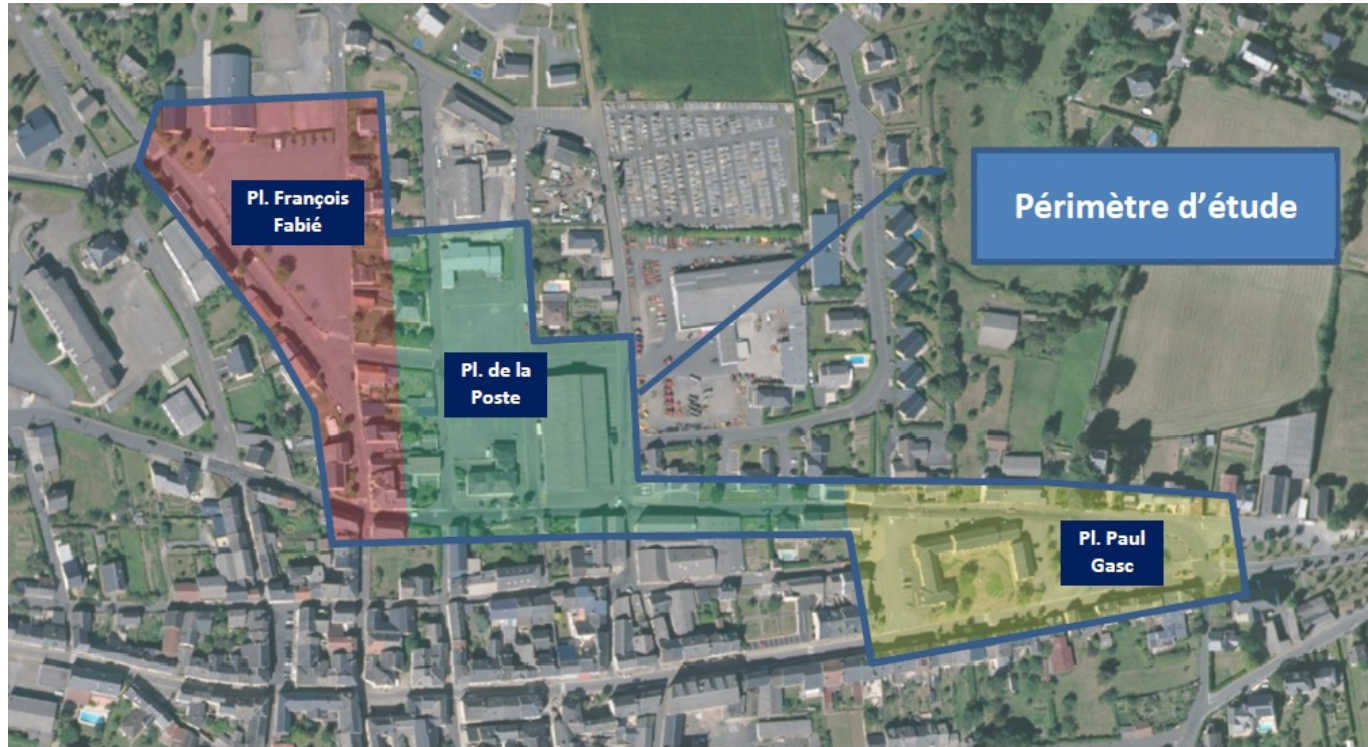 Pl. François
Fabié
Périmètre d'étude
Pl. de la
Poste
Pl. Paul
Gasc